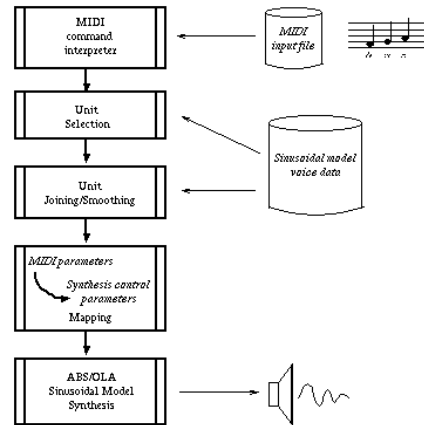 MIDI
command
interpreter
MIDI
input file
Unit
Selection
Sinusoidal model
voice data
Unit
Joining/Smoothing
MIDI parameters
Synthesis control
parameters
Mapping
ABS/OLA
Sinusoidal Model
Synthesis